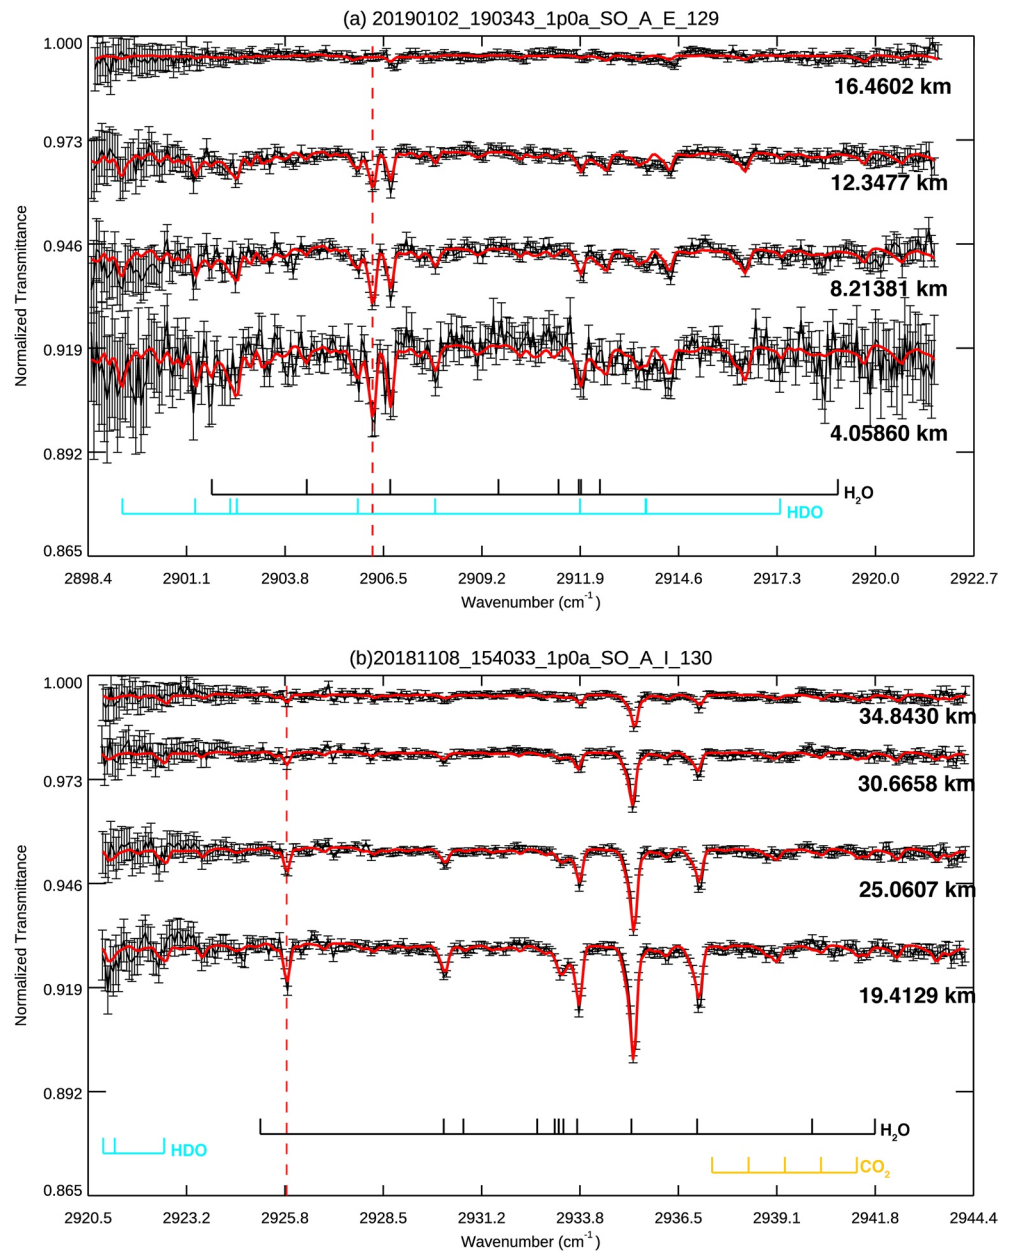 (a) 20190102_190343_1p0a_SO_A_E_129
1.000
16.4602 km
0.973
12.3477 km
0.946
8.21381 km
0.919
4.05860 km
0.892
H2O
HDO
0.865
Normalized Transmittance
2898.4 2901.1 2903.8 2906.5 2909.2 2911.9 2914.6 2917.3 2920.0 2922.7
Wavenumber (cm-1)
(b)20181108_154033_1p0a_SO_A_I_130
1.000
34.8430 km
0.973
30.6658 km
0.946
25.0607 km
0.919
19.4129 km
0.892
H2O
HDO
CO2
0.865
Normalized Transmittance
2920.5 2923.2 2925.8 2928.5 2931.2 2933.8 2936.5 2939.1 2941.8 2944.4
Wavenumber (cm-1)